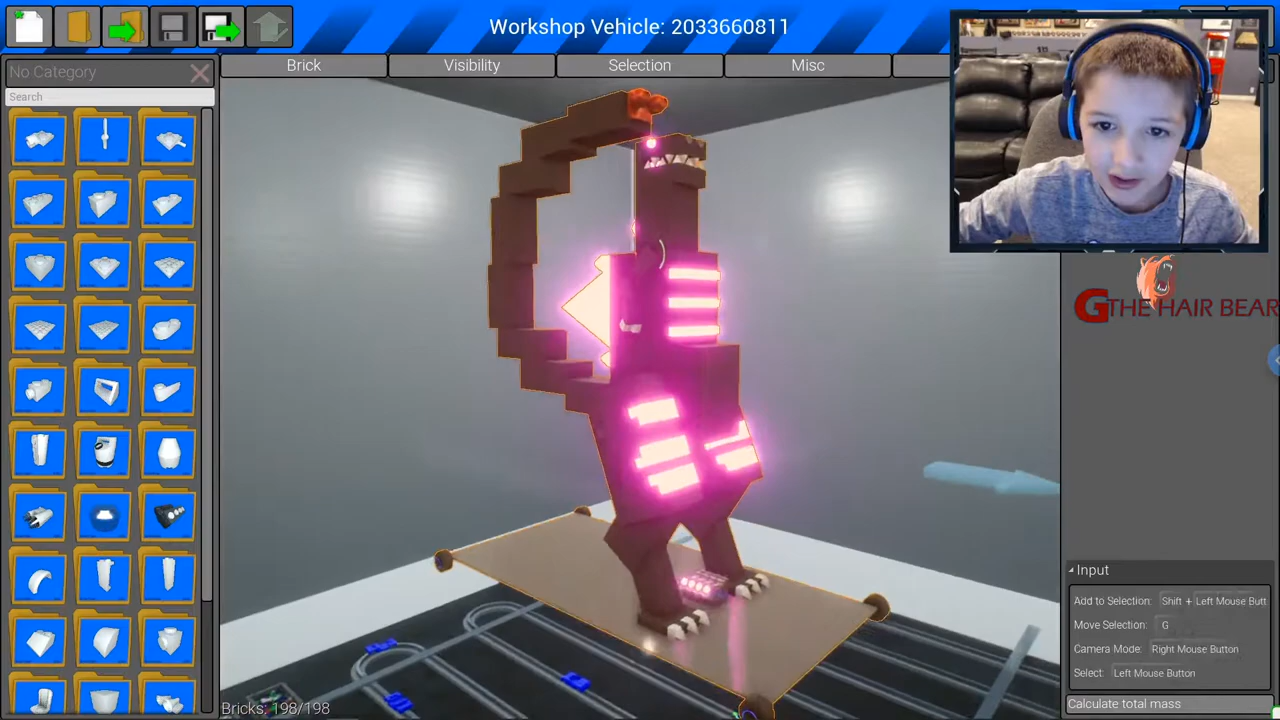 Workshop Vehicle: 2033660811
No Category
Search
Brick
Visibility
Selection
Misc
GTHE HAIR BEAR
Input
Add to Selection: Shift + Left Mouse Butt
Move Selection: G
Camera Mode: Right Mouse Button
Select: Left Mouse Button
Calculate total mass
Bricks: 198/198